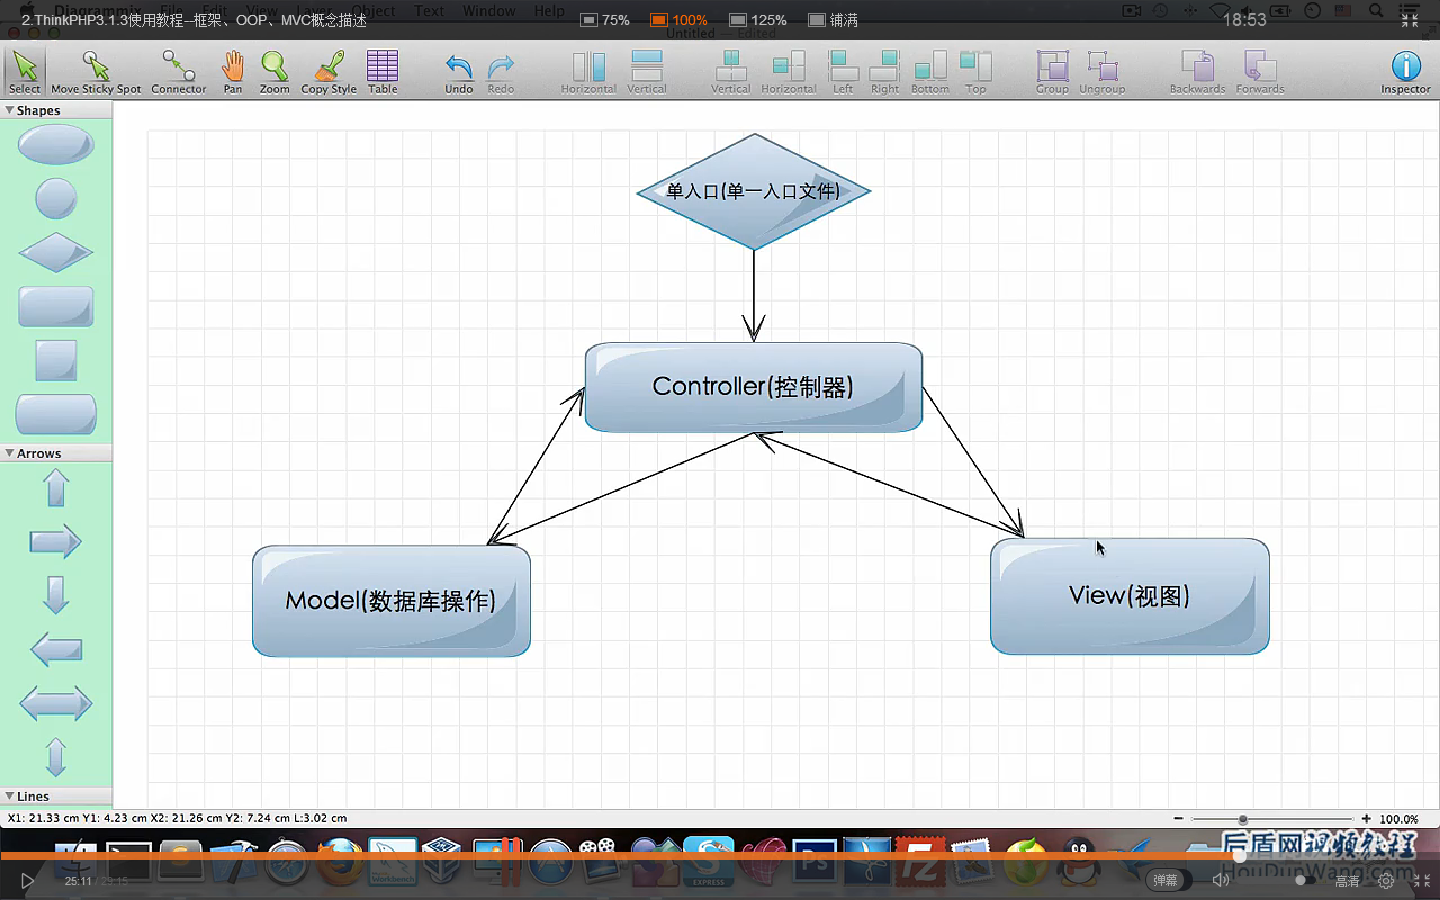 2.ThinkPHP3.1.3使用教程--框架、OOP、MVC概念描述
75%
100%
125%
铺满
18:53
Diagrammix File Edit View Layer Object Text Window Help
Untitled — Edited
Select
Move Sticky Spot
Connector
Pan
Zoom
Copy Style
Table
Undo
Redo
Horizontal
Vertical
Vertical
Horizontal
Left
Right
Bottom
Top
Group
Ungroup
Backwards
Forwards
Inspector
Shapes
单入口(单一入口文件)
Controller(控制器)
Arrows
Model(数据库操作)
View(视图)
Lines
X1: 21.33 cm Y1: 4.23 cm X2: 21.26 cm Y2: 7.24 cm L:3.02 cm
100.0%
后盾网视频教程
HouDunWang.com
Workbench
EXPRESS
Ps
FZ
25:11 / 29:15
弹幕
高清